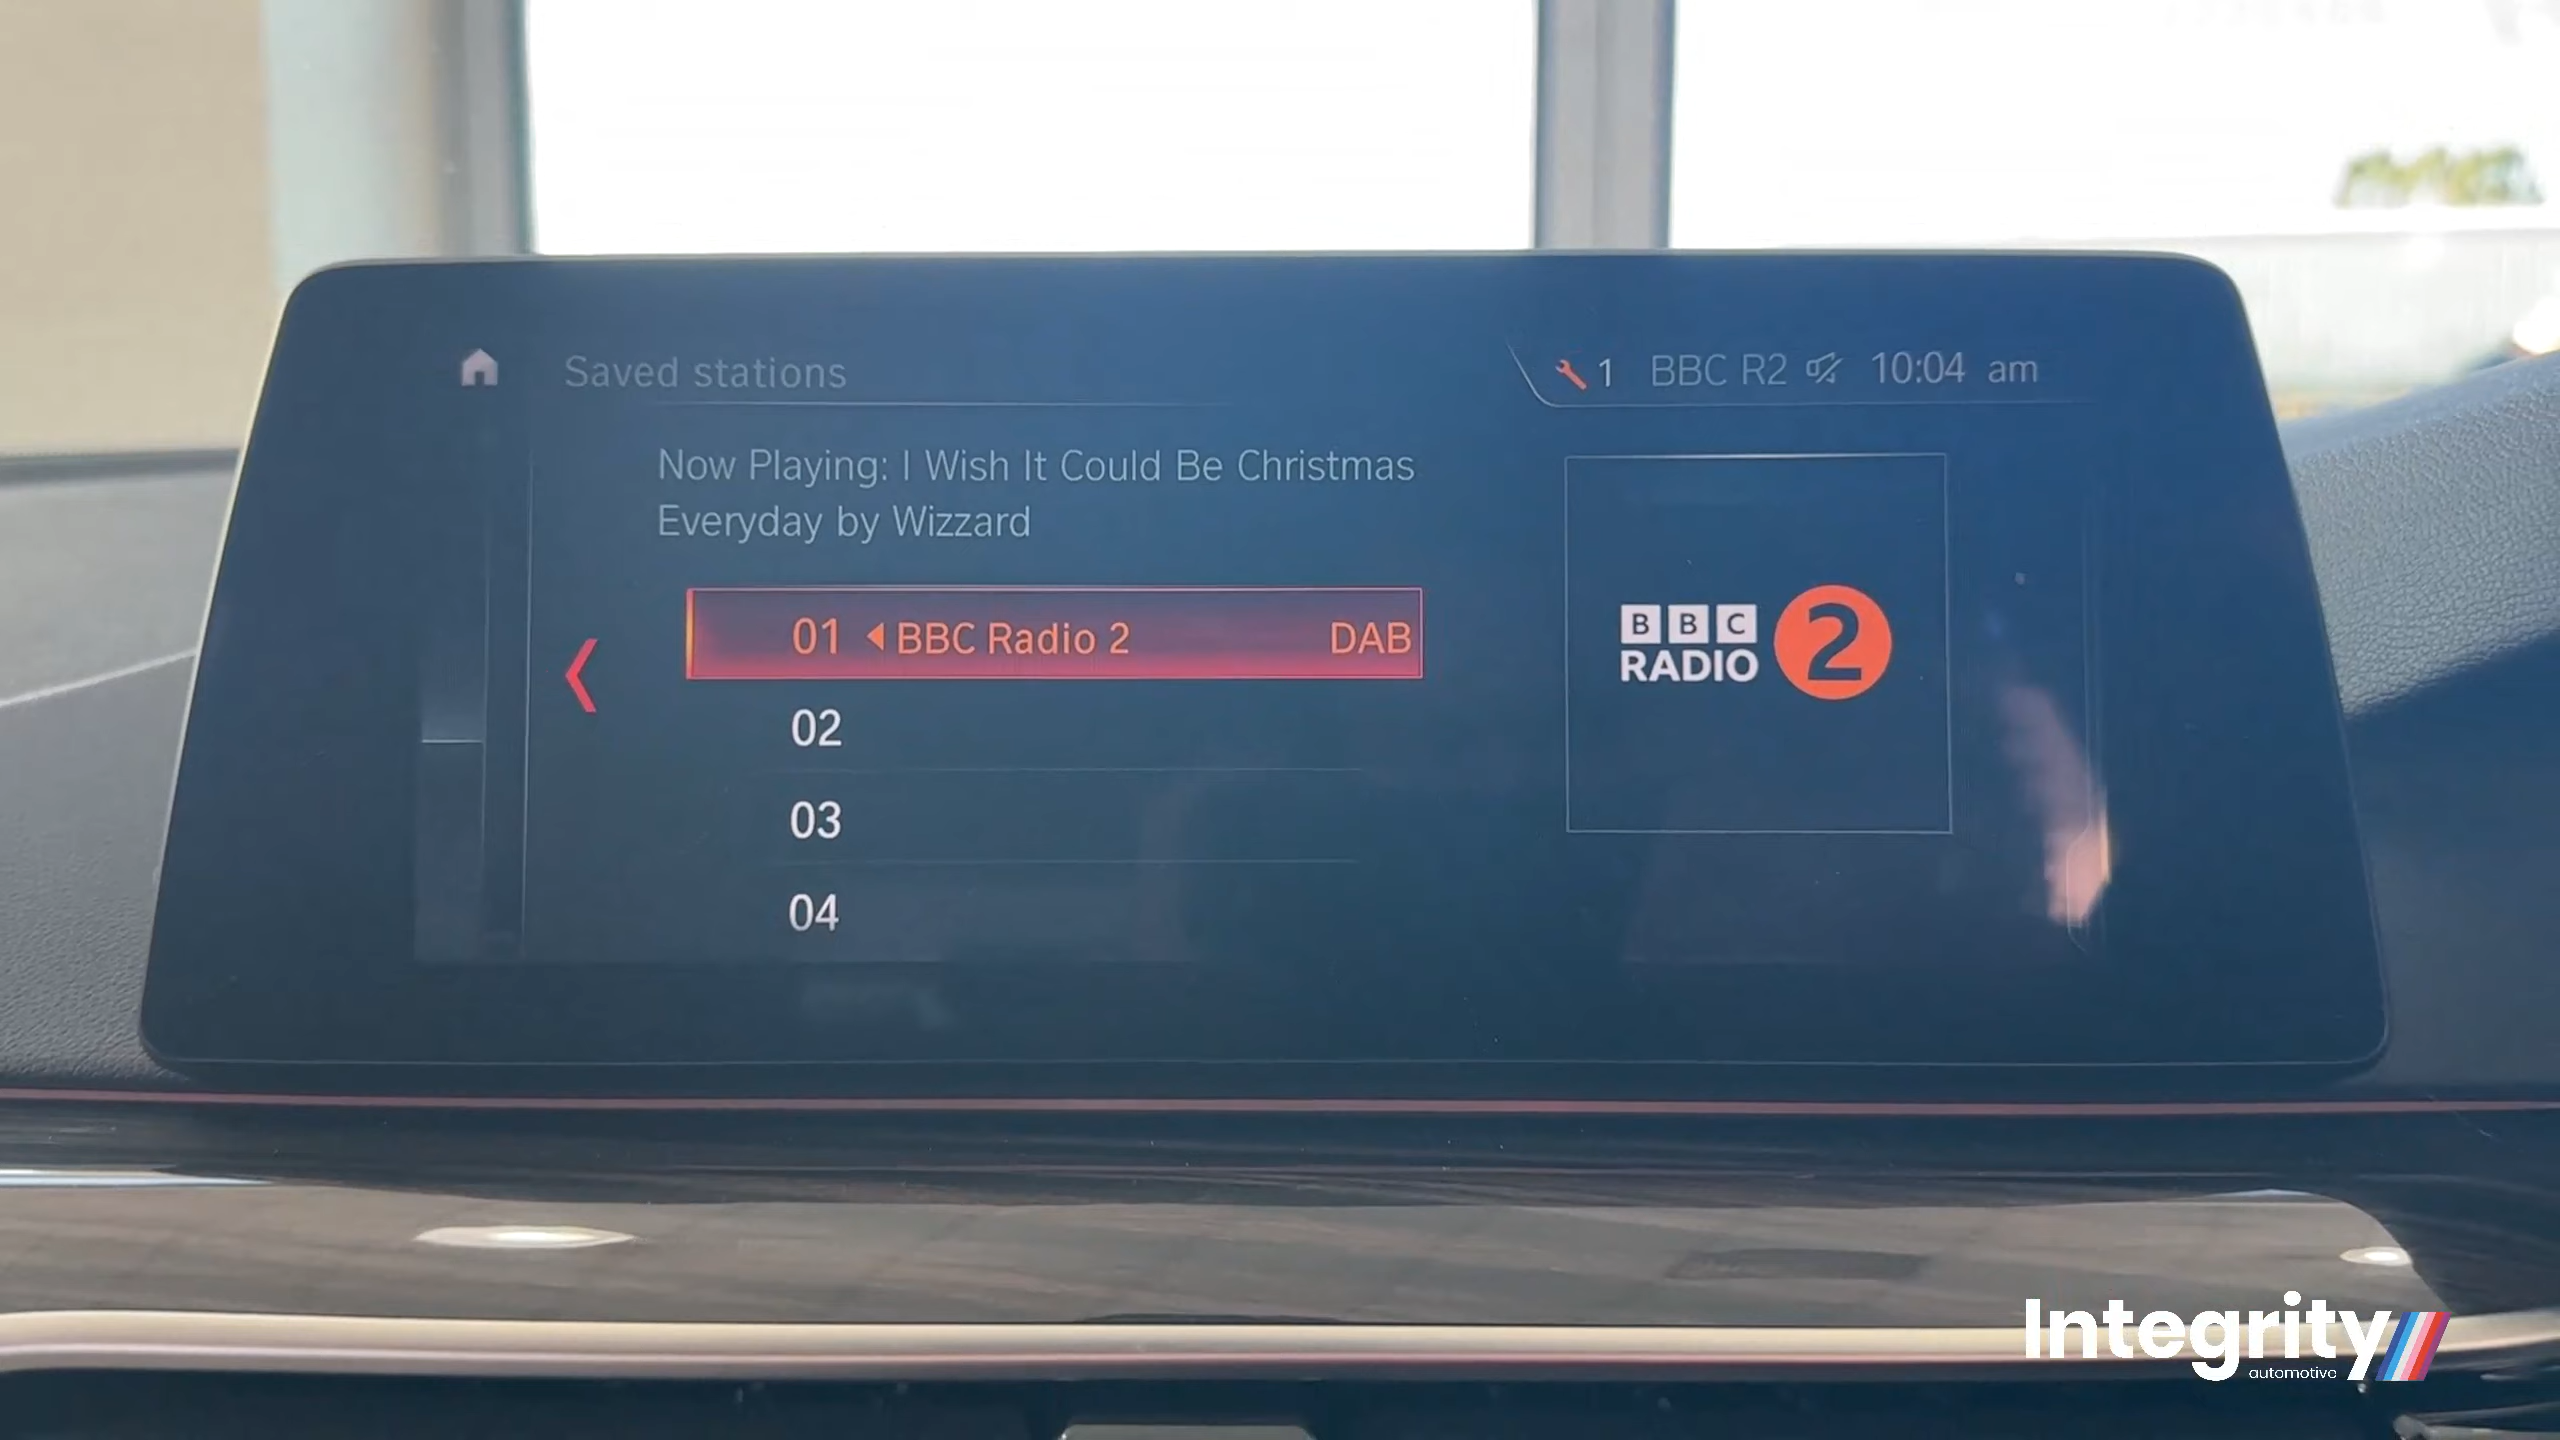 Saved stations
1 BBC R2 10:04 am
Now Playing: I Wish It Could Be Christmas
Everyday by Wizzard
01 BBC Radio 2 DAB
02
03
04
BBC
RADIO 2
Integrity
automotive